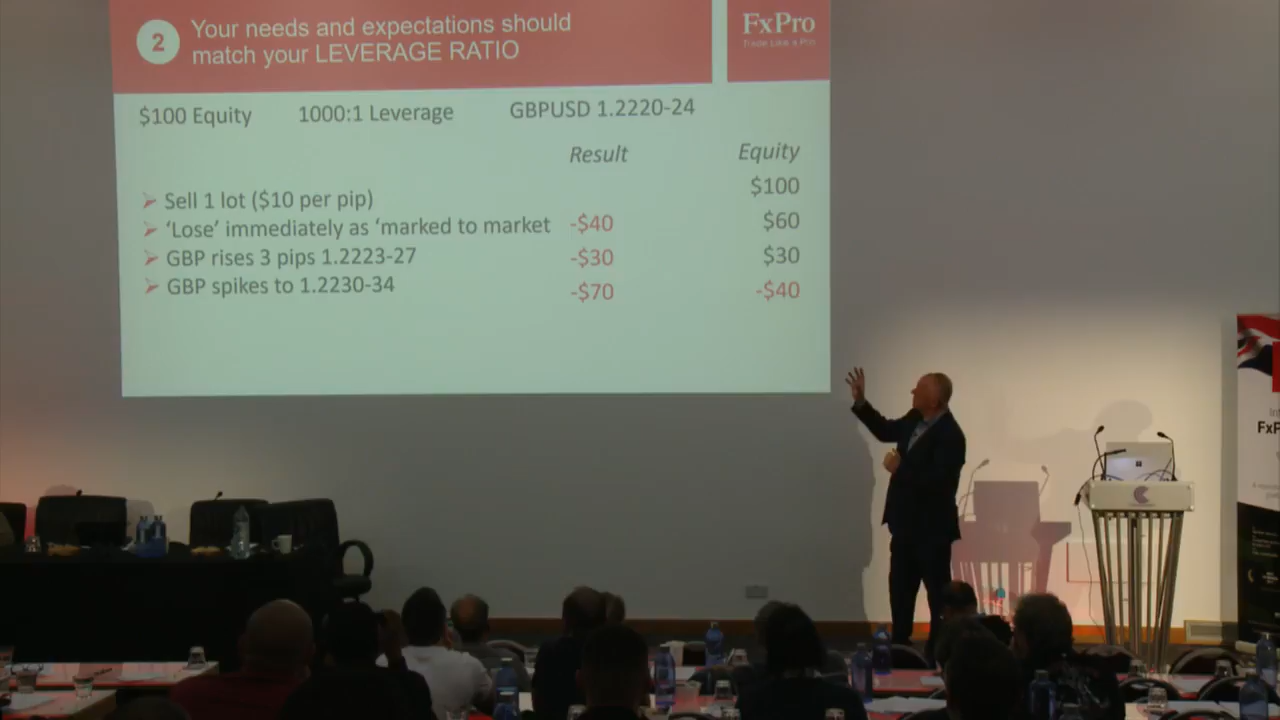 2
Your needs and expectations should
match your LEVERAGE RATIO
FxPro
Trade Like a Pro
$100 Equity 1000:1 Leverage GBPUSD 1.2220-24
Result Equity
$100
Sell 1 lot ($10 per pip)
‘Lose’ immediately as ‘marked to market -$40 $60
GBP rises 3 pips 1.2223-27 -$30 $30
GBP spikes to 1.2230-34 -$70 -$40